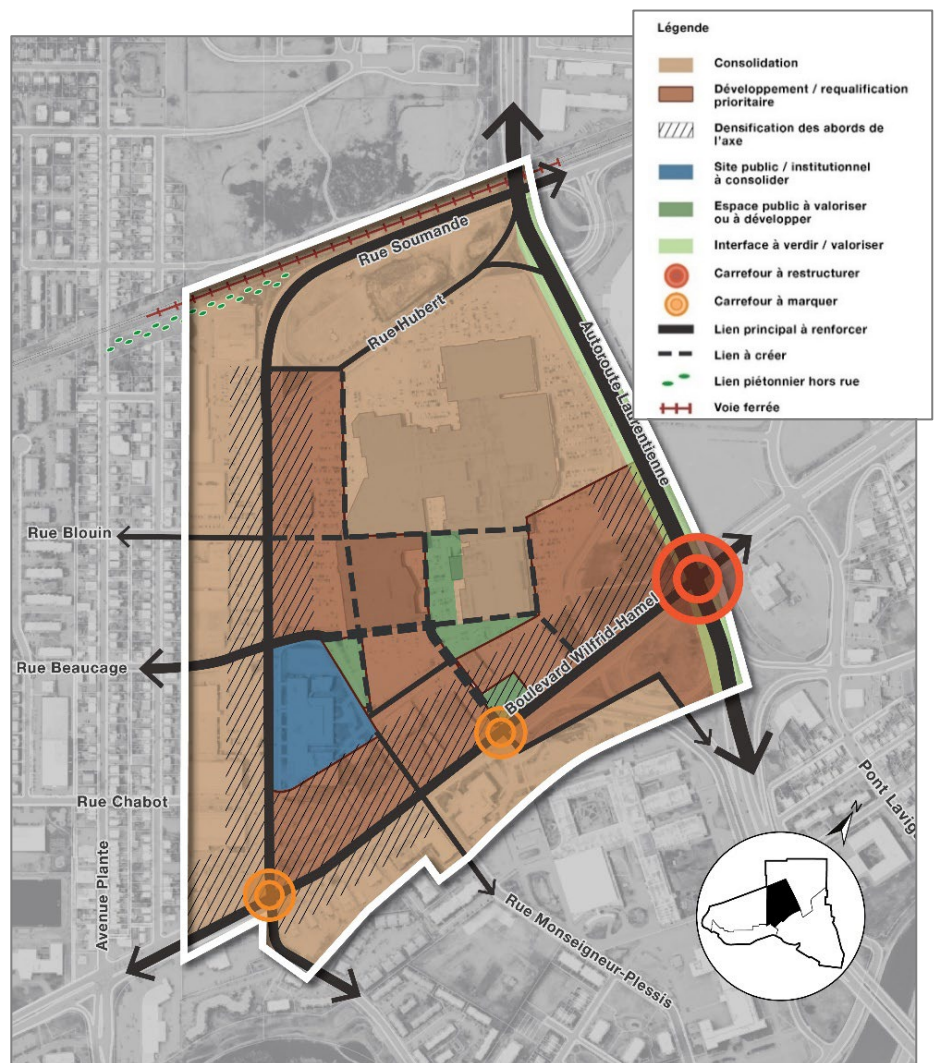 Légende
Consolidation
Développement / requalification
prioritaire
Densification des abords de
l'axe
Site public / institutionnel
à consolider
Espace public à valoriser
ou à développer
Interface à verdir / valoriser
Carrefour à restructurer
Carrefour à marquer
Lien principal à renforcer
Lien à créer
Lien piétonnier hors rue
Voie ferrée
Rue Soumande
Rue Hubert
Autoroute Laurentienne
Rue Blouin
Rue Beaucage
Boulevard Wilfrid-Hamel
Rue Chabot
Avenue Plante
Rue Monseigneur-Plessis
Pont Lavig
N